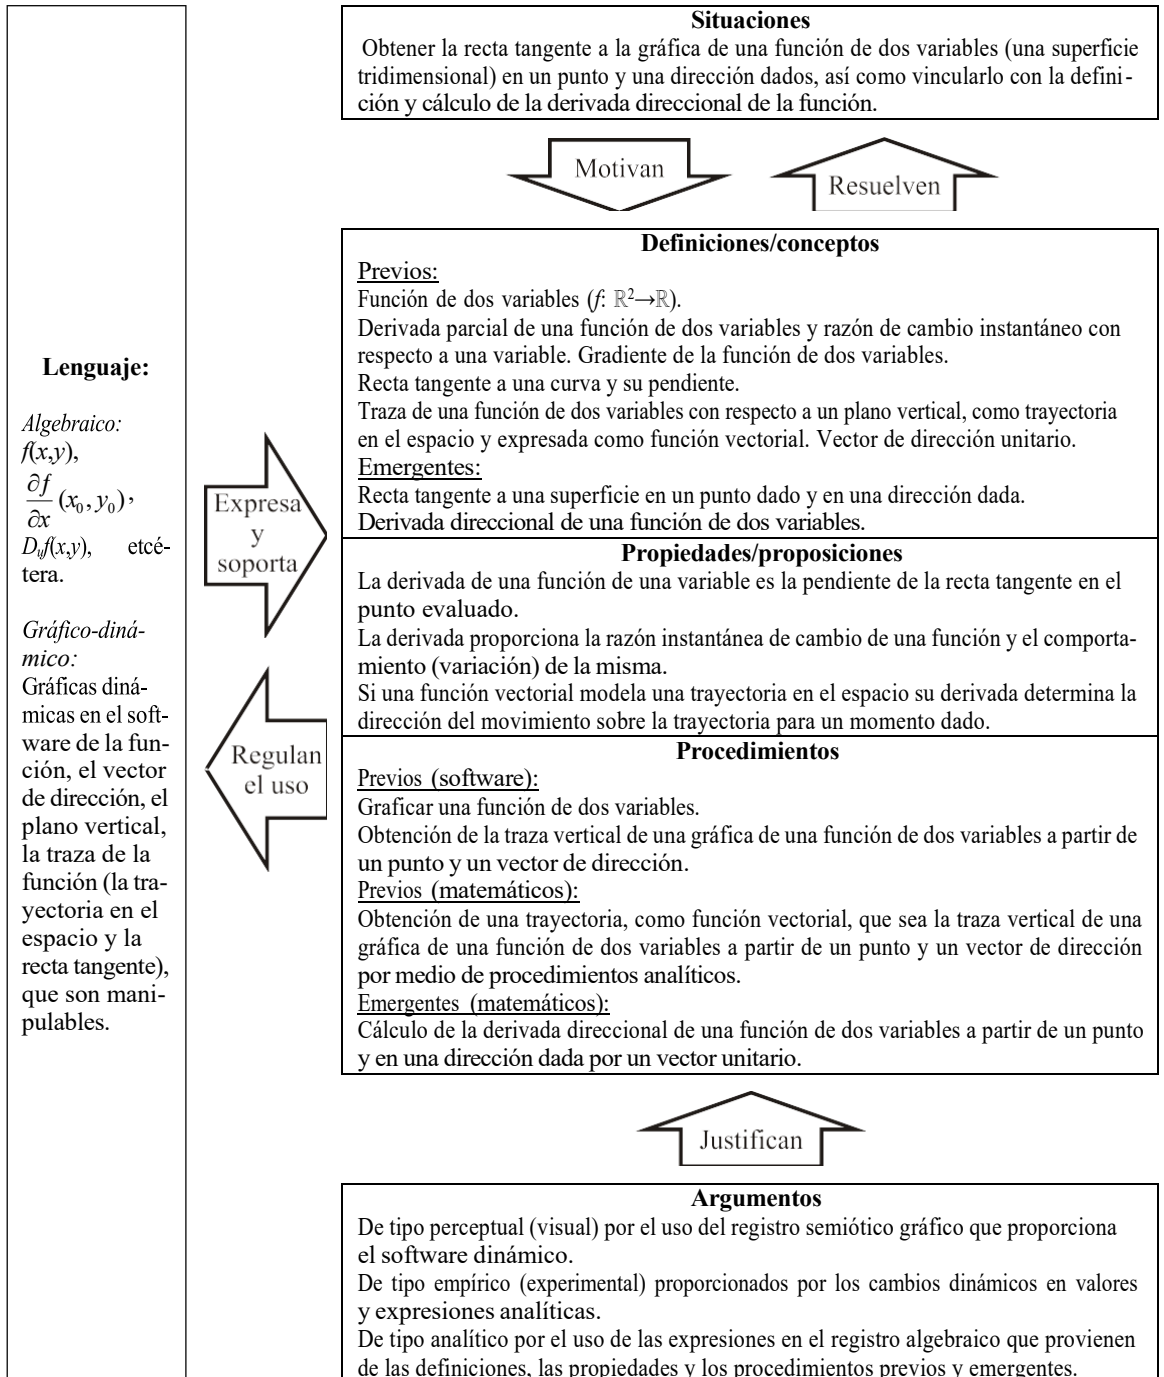 Lenguaje:
Algebraico:
f(x,y),
∂f/∂x (x₀, y₀),
Dᵤf(x,y), etcé-
tera.
Gráfico-diná-
mico:
Gráficas diná-
micas en el soft-
ware de la fun-
ción, el vector
de dirección, el
plano vertical,
la traza de la
función (la tra-
yectoria en el
espacio y la
recta tangente),
que son mani-
pulables.
Expresa
y
soporta
Regulan
el uso
Situaciones
Obtener la recta tangente a la gráfica de una función de dos variables (una superficie
tridimensional) en un punto y una dirección dados, así como vincularlo con la defini-
ción y cálculo de la derivada direccional de la función.
Motivan
Resuelven
Definiciones/conceptos
Previos:
Función de dos variables (f: ℝ²→ℝ).
Derivada parcial de una función de dos variables y razón de cambio instantáneo con
respecto a una variable. Gradiente de la función de dos variables.
Recta tangente a una curva y su pendiente.
Traza de una función de dos variables con respecto a un plano vertical, como trayectoria
en el espacio y expresada como función vectorial. Vector de dirección unitario.
Emergentes:
Recta tangente a una superficie en un punto dado y en una dirección dada.
Derivada direccional de una función de dos variables.
Propiedades/proposiciones
La derivada de una función de una variable es la pendiente de la recta tangente en el
punto evaluado.
La derivada proporciona la razón instantánea de cambio de una función y el comporta-
miento (variación) de la misma.
Si una función vectorial modela una trayectoria en el espacio su derivada determina la
dirección del movimiento sobre la trayectoria para un momento dado.
Procedimientos
Previos (software):
Graficar una función de dos variables.
Obtención de la traza vertical de una gráfica de una función de dos variables a partir de
un punto y un vector de dirección.
Previos (matemáticos):
Obtención de una trayectoria, como función vectorial, que sea la traza vertical de una
gráfica de una función de dos variables a partir de un punto y un vector de dirección
por medio de procedimientos analíticos.
Emergentes (matemáticos):
Cálculo de la derivada direccional de una función de dos variables a partir de un punto
y en una dirección dada por un vector unitario.
Justifican
Argumentos
De tipo perceptual (visual) por el uso del registro semiótico gráfico que proporciona
el software dinámico.
De tipo empírico (experimental) proporcionados por los cambios dinámicos en valores
y expresiones analíticas.
De tipo analítico por el uso de las expresiones en el registro algebraico que provienen
de las definiciones, las propiedades y los procedimientos previos y emergentes.